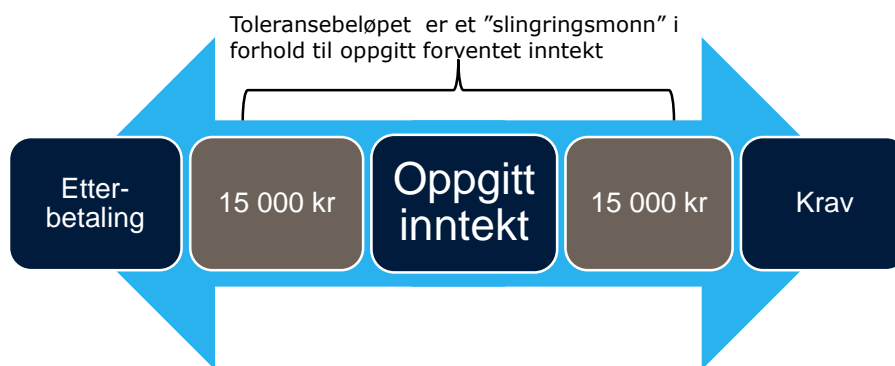 Toleransebeløpet er et ”slingringsmonn” i
forhold til oppgitt forventet inntekt
Etter-
betaling
15 000 kr
Oppgitt
inntekt
15 000 kr
Krav